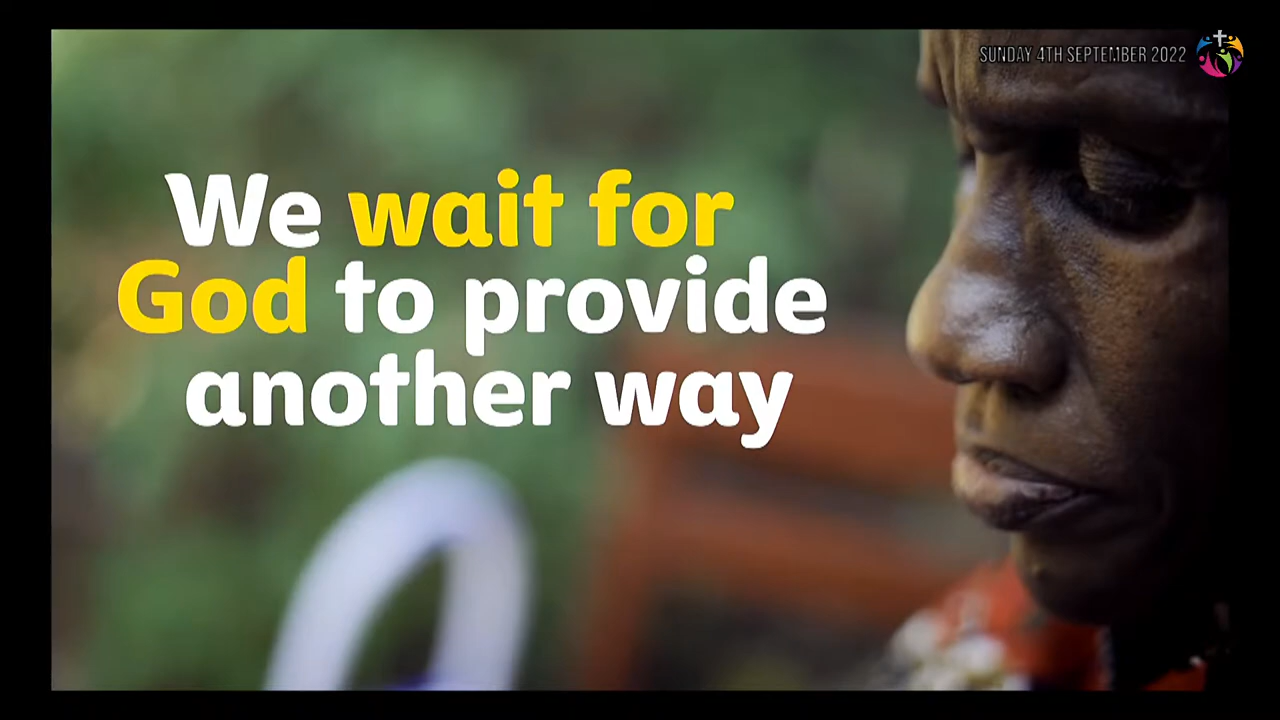 SUNDAY 4TH SEPTEMBER 2022
We wait for
God to provide
another way